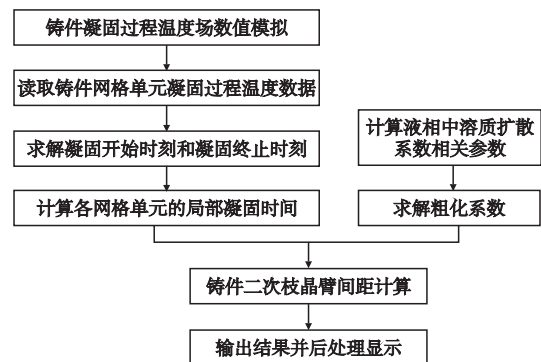 铸件凝固过程温度场数值模拟
读取铸件网格单元凝固过程温度数据
求解凝固开始时刻和凝固终止时刻
计算各网格单元的局部凝固时间
计算液相中溶质扩散
系数相关参数
求解粗化系数
铸件二次枝晶臂间距计算
输出结果并后处理显示